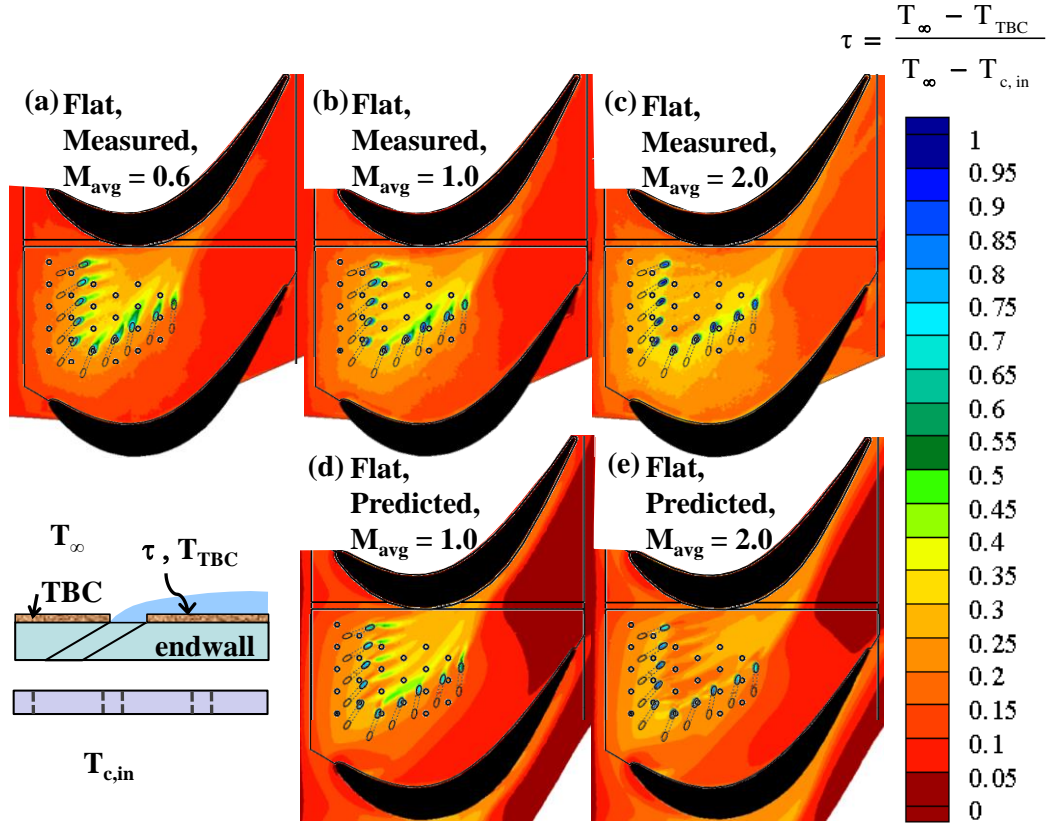 τ = T∞ − TTBC
T∞ − Tc, in
(a) Flat,
Measured,
Mavg = 0.6
(b) Flat,
Measured,
Mavg = 1.0
(c) Flat,
Measured,
Mavg = 2.0
1
0.95
0.9
0.85
0.8
0.75
0.7
0.65
0.6
0.55
0.5
0.45
0.4
0.35
0.3
0.25
0.2
0.15
0.1
0.05
0
(d) Flat,
Predicted,
Mavg = 1.0
(e) Flat,
Predicted,
Mavg = 2.0
T∞
τ , TTBC
TBC
endwall
Tc,in